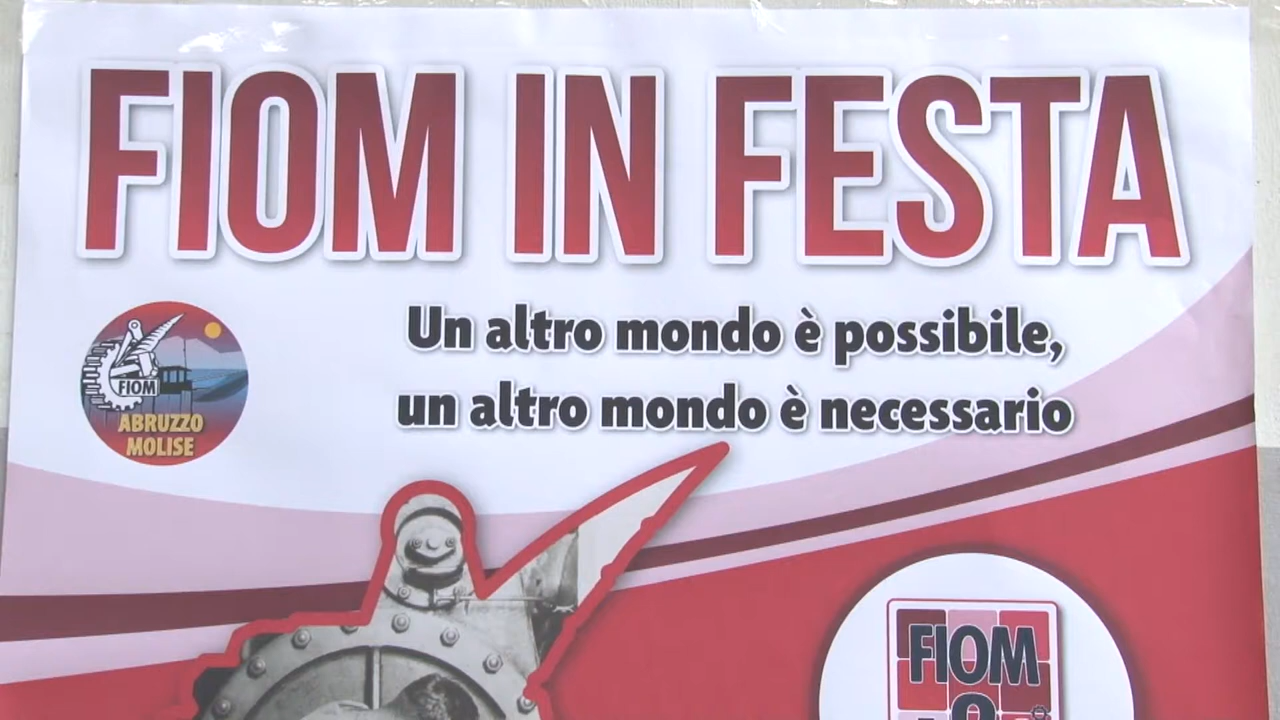 FIOM IN FESTA
Un altro mondo è possibile,
un altro mondo è necessario
FIOM
ABRUZZO
MOLISE
FIOM